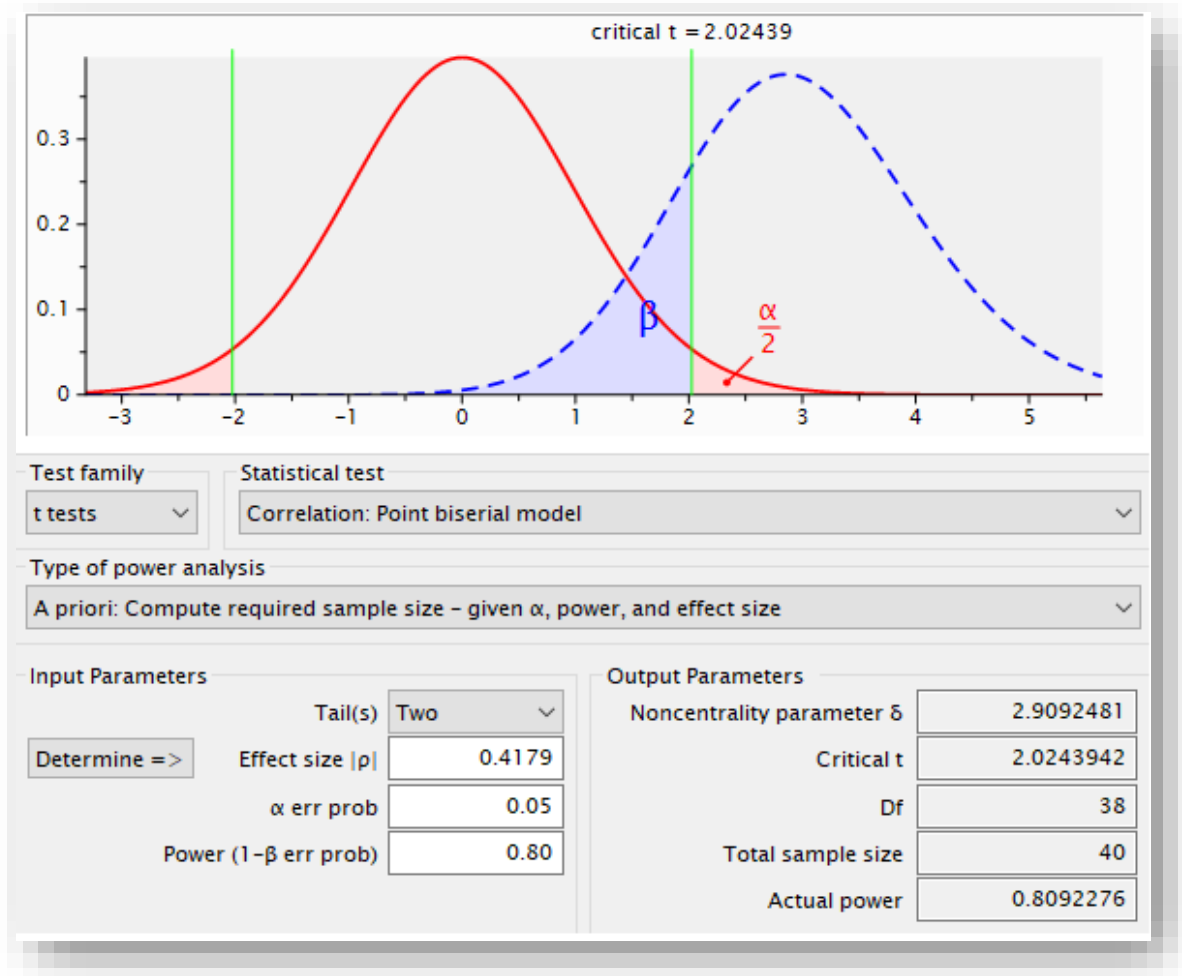 critical t = 2.02439
0.3
0.2
0.1
0
β
α
2
−3 −2 −1 0 1 2 3 4 5
Test family
Statistical test
t tests
Correlation: Point biserial model
Type of power analysis
A priori: Compute required sample size – given α, power, and effect size
Input Parameters
Tail(s) Two
Determine => Effect size |ρ| 0.4179
α err prob 0.05
Power (1−β err prob) 0.80
Output Parameters
Noncentrality parameter δ 2.9092481
Critical t 2.0243942
Df 38
Total sample size 40
Actual power 0.8092276